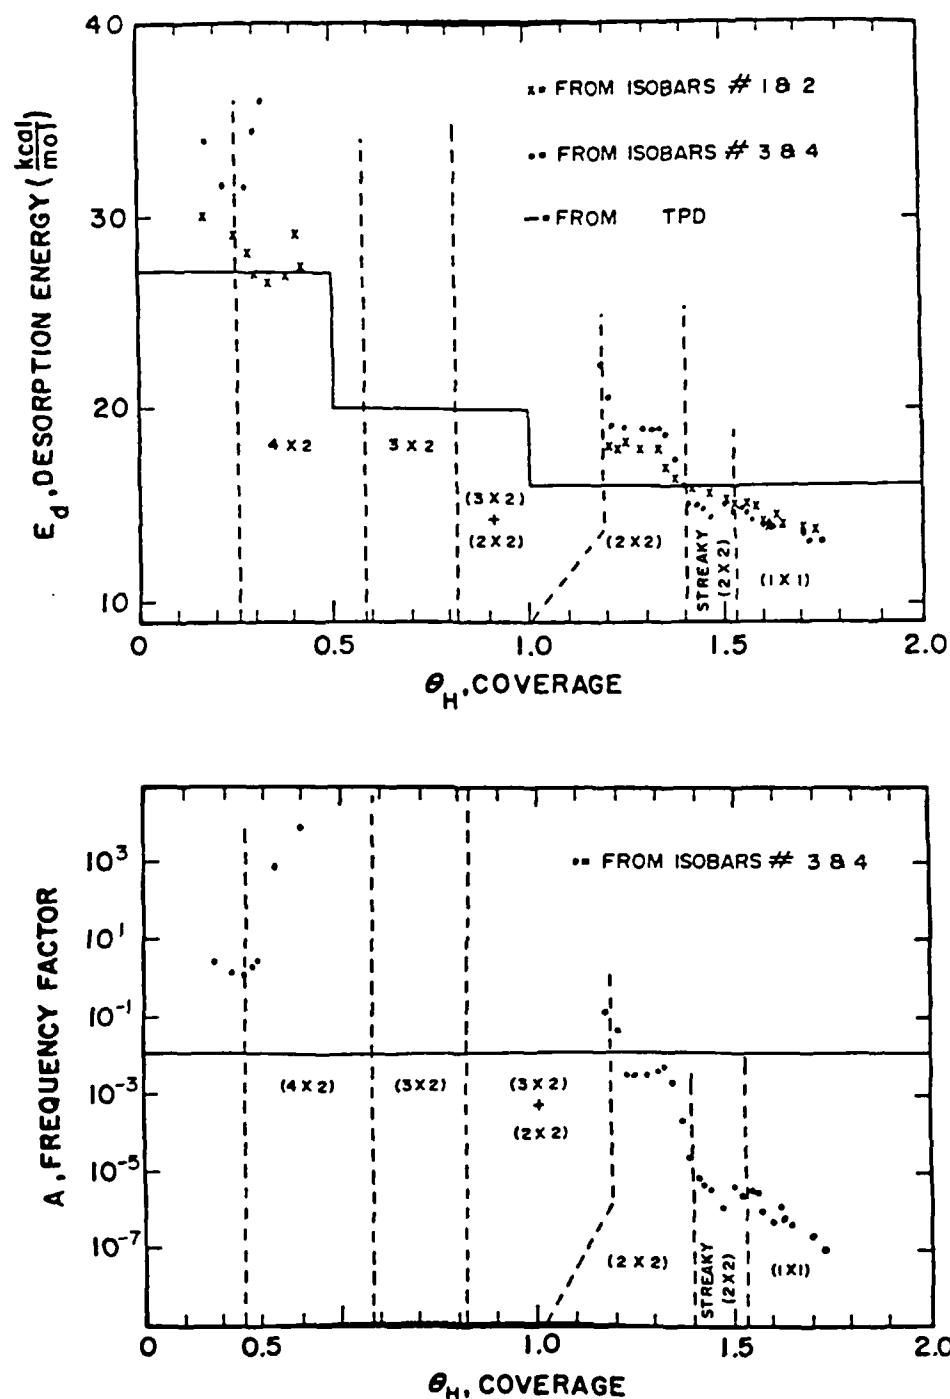 40
x• FROM ISOBARS # 1 & 2
•• FROM ISOBARS # 3 & 4
—• FROM TPD
30
20
10
E_d, DESORPTION ENERGY (kcal/mol)
4 X 2
3 X 2
(3 X 2)
+
(2 X 2)
(2 X 2)
STREAKY
(2 X 2)
(1 X 1)
0
0.5
1.0
1.5
2.0
θ_H, COVERAGE
•= FROM ISOBARS # 3 & 4
10^3
10^1
10^-1
10^-3
10^-5
10^-7
A, FREQUENCY FACTOR
(4 X 2)
(3 X 2)
(3 X 2)
+
(2 X 2)
(2 X 2)
STREAKY
(2 X 2)
(1 X 1)
0
0.5
1.0
1.5
2.0
θ_H, COVERAGE